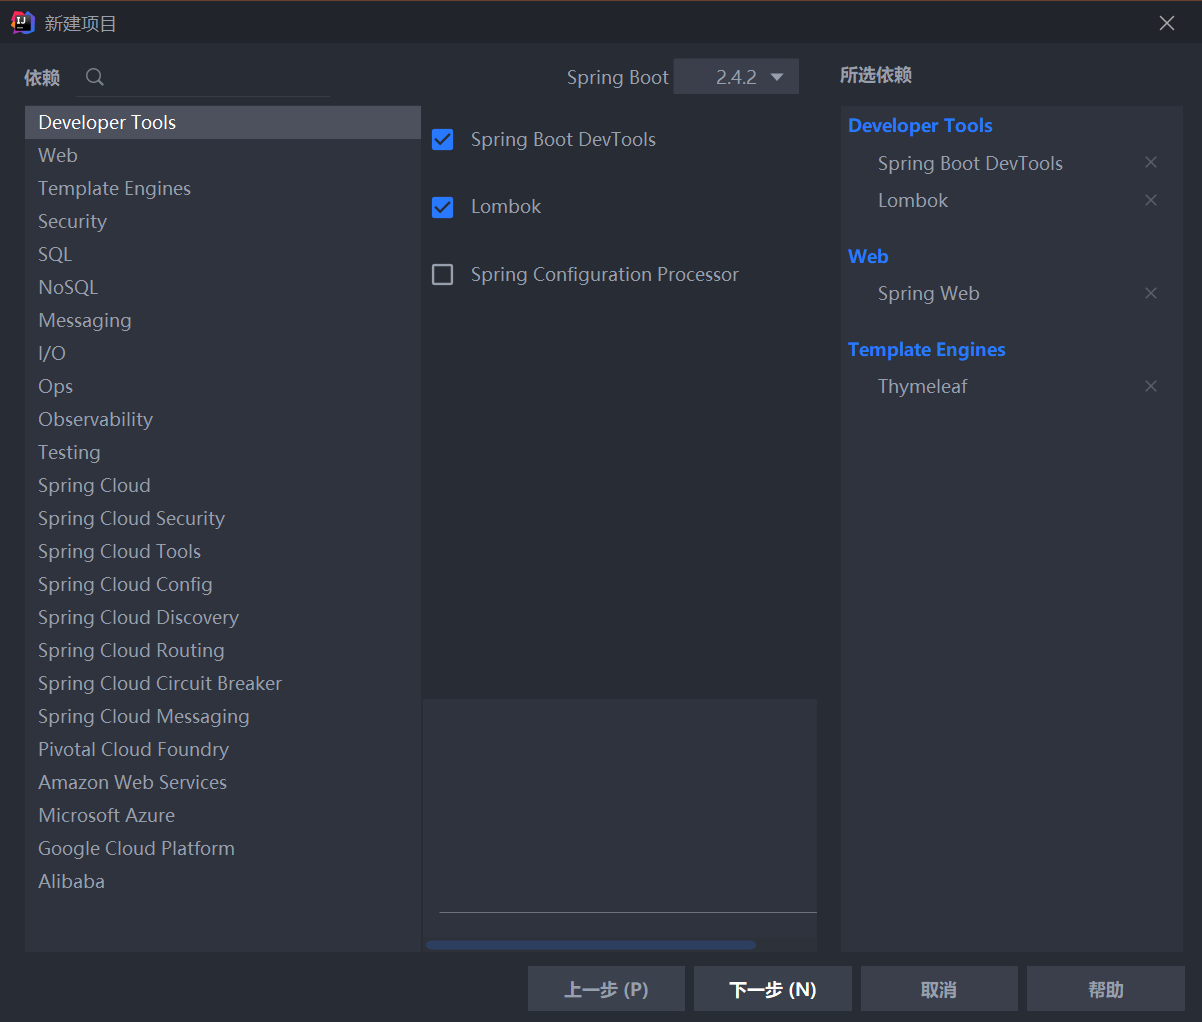 新建项目
依赖
Spring Boot 2.4.2
所选依赖
Developer Tools
Web
Template Engines
Security
SQL
NoSQL
Messaging
I/O
Ops
Observability
Testing
Spring Cloud
Spring Cloud Security
Spring Cloud Tools
Spring Cloud Config
Spring Cloud Discovery
Spring Cloud Routing
Spring Cloud Circuit Breaker
Spring Cloud Messaging
Pivotal Cloud Foundry
Amazon Web Services
Microsoft Azure
Google Cloud Platform
Alibaba
Spring Boot DevTools
Lombok
Spring Configuration Processor
Developer Tools
Spring Boot DevTools
Lombok
Web
Spring Web
Template Engines
Thymeleaf
上一步 (P)
下一步 (N)
取消
帮助